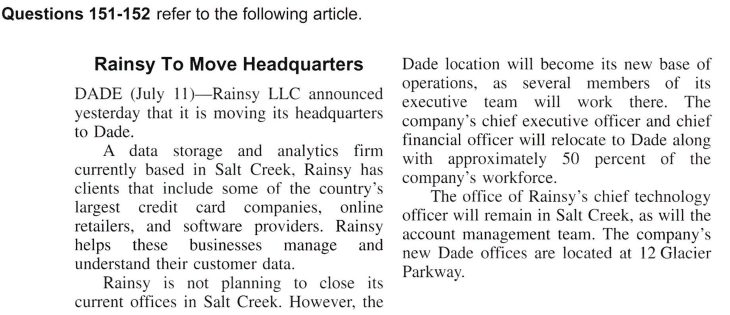 Questions 151-152 refer to the following article.
Rainsy To Move Headquarters
DADE (July 11)—Rainsy LLC announced
yesterday that it is moving its headquarters
to Dade.
A data storage and analytics firm
currently based in Salt Creek, Rainsy has
clients that include some of the country's
largest credit card companies, online
retailers, and software providers. Rainsy
helps these businesses manage and
understand their customer data.
Rainsy is not planning to close its
current offices in Salt Creek. However, the
Dade location will become its new base of
operations, as several members of its
executive team will work there. The
company's chief executive officer and chief
financial officer will relocate to Dade along
with approximately 50 percent of the
company's workforce.
The office of Rainsy's chief technology
officer will remain in Salt Creek, as will the
account management team. The company's
new Dade offices are located at 12 Glacier
Parkway.